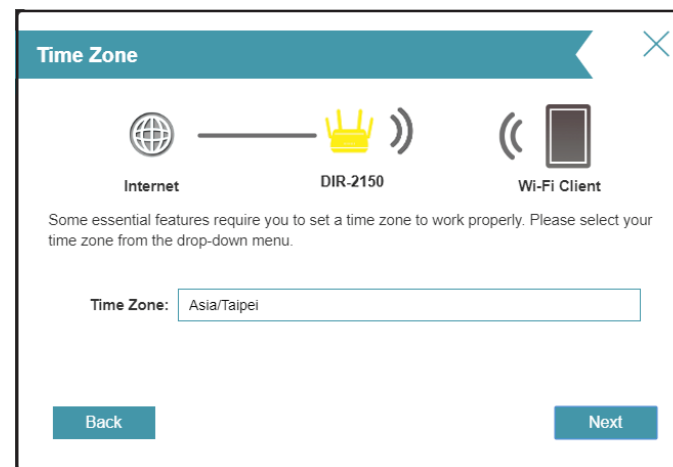 Time Zone
Internet
DIR-2150
Wi-Fi Client
Some essential features require you to set a time zone to work properly. Please select your
time zone from the drop-down menu.
Time Zone: Asia/Taipei
Back
Next